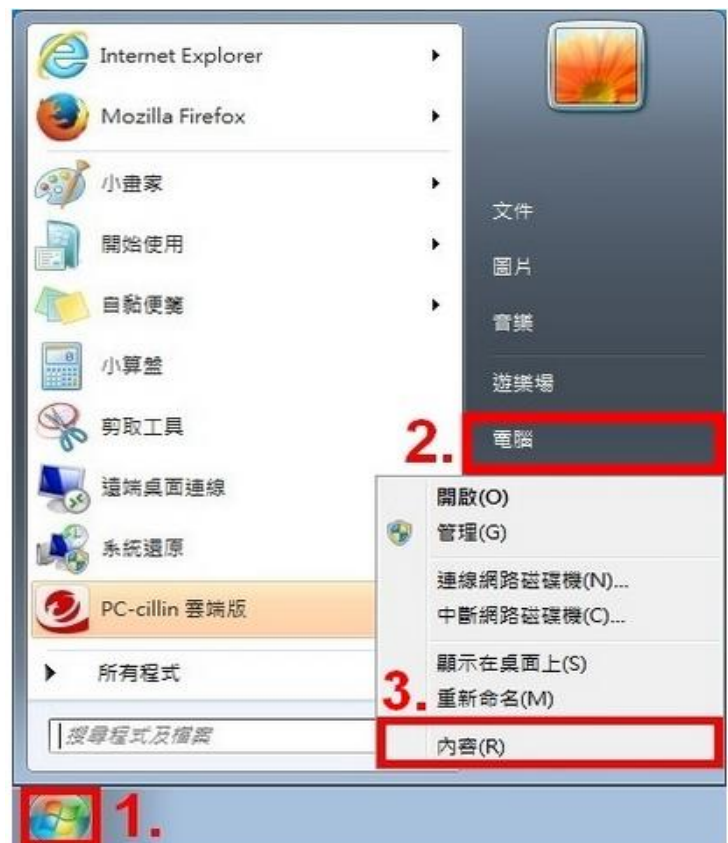 Internet Explorer
Mozilla Firefox
小畫家
開始使用
自黏便箋
小算盤
剪取工具
遠端桌面連線
系統還原
PC-cillin 雲端版
所有程式
搜尋程式及檔案
文件
圖片
音樂
遊樂場
2.
電腦
開啟(O)
管理(G)
連線網路磁碟機(N)...
中斷網路磁碟機(C)...
顯示在桌面上(S)
重新命名(M)
3.
內容(R)
1.